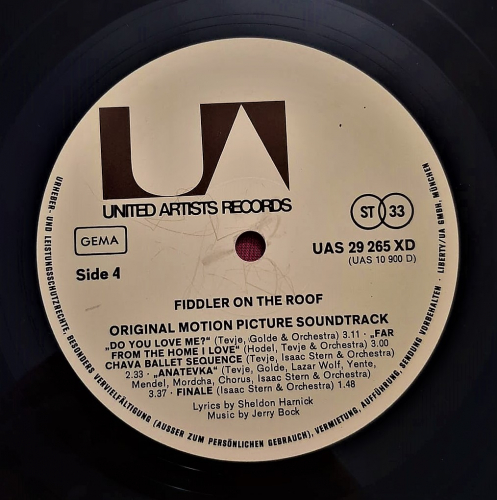 UA
UNITED ARTISTS RECORDS
GEMA
ST 33
Side 4
UAS 29 265 XD
(UAS 10 900 D)
FIDDLER ON THE ROOF
ORIGINAL MOTION PICTURE SOUNDTRACK
„DO YOU LOVE ME?“ (Tevje, Golde & Orchestra) 3.11 · „FAR
FROM THE HOME I LOVE“ (Hodel, Tevje & Orchestra) 3.00
CHAVA BALLET SEQUENCE (Tevje, Isaac Stern & Orchestra)
2.33 · „ANATEVKA“ (Tevje, Golde, Lazar Wolf, Yente,
Mendel, Mordcha, Chorus, Isaac Stern & Orchestra)
3.37 · FINALE (Isaac Stern & Orchestra) 1.48
Lyrics by Sheldon Harnick
Music by Jerry Bock
URHEBER- UND LEISTUNGSSCHUTZRECHTE, BESONDERS VERVIELFÄLTIGUNG (AUSSER ZUM PERSÖNLICHEN GEBRAUCH), VERMIETUNG, AUFFÜHRUNG, SENDUNG VORBEHALTEN · LIBERTY/UA GMBH, MÜNCHEN